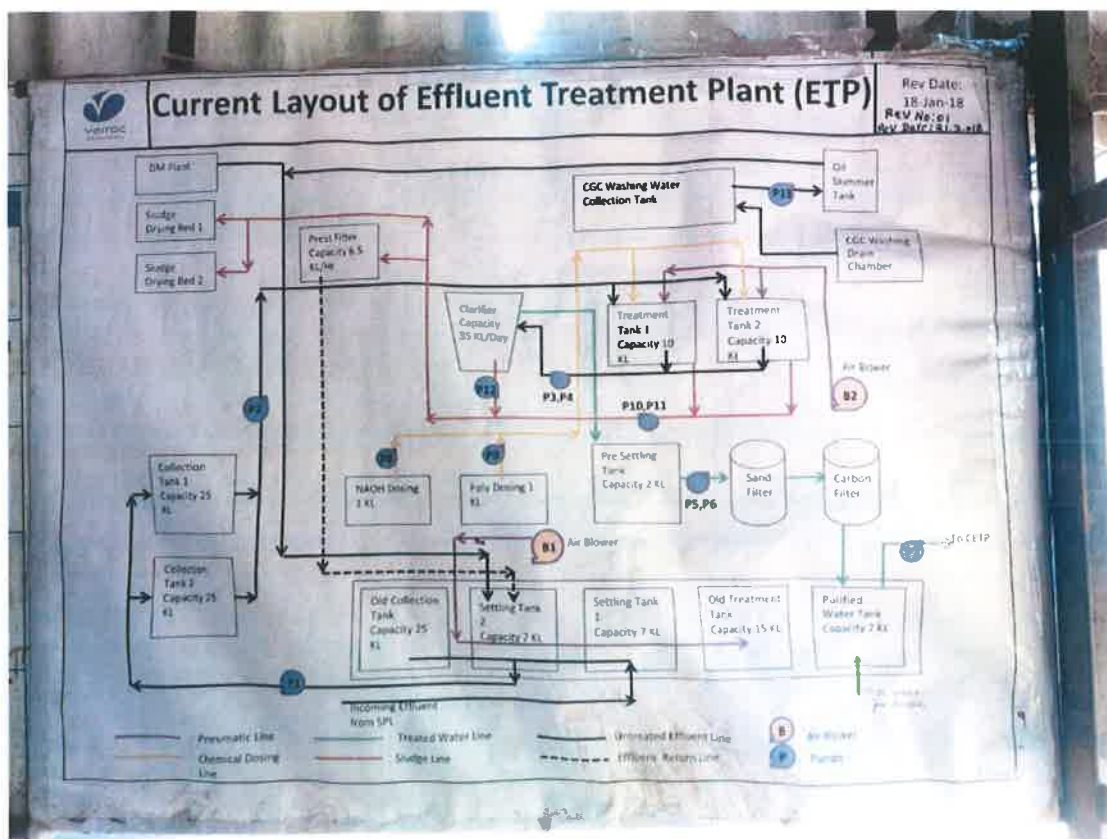 Current Layout of Effluent Treatment Plant (ETP)
Rev Date:
18-Jan-18
Rev No:01
DM Plant
Sludge
Drying Bed 1
Sludge
Drying Bed 2
Press Filter
Capacity 6.5
KL/Hr
CGC Washing Water
Collection Tank
P13
Oil
Skimmer
Tank
CGC Washing
Drain
Chamber
Clarifier
Capacity
35 KL/Day
Treatment
Tank 1
Capacity 10
KL
Treatment
Tank 2
Capacity 10
KL
Air Blower
B2
P12
P3,P4
P10,P11
P2
Collection
Tank 1
Capacity 25
KL
NAOH Dosing
1 KL
Poly Dosing 1
KL
Pre Settling
Tank
Capacity 2 KL
P5,P6
Sand
Filter
Carbon
Filter
B1
Air Blower
To CETP
Collection
Tank 2
Capacity 25
KL
Old Collection
Tank
Capacity 25
KL
Settling Tank
2
Capacity 7 KL
Settling Tank
1
Capacity 7 KL
Old Treatment
Tank
Capacity 15 KL
Purified
Water Tank
Capacity 7 KL
P1
Incoming Effluent
from SPL
Pneumatic Line
Treated Water Line
Untreated Effluent Line
B
Air Blower
Chemical Dosing
Line
Sludge Line
Effluent Return Line
P
Pumps